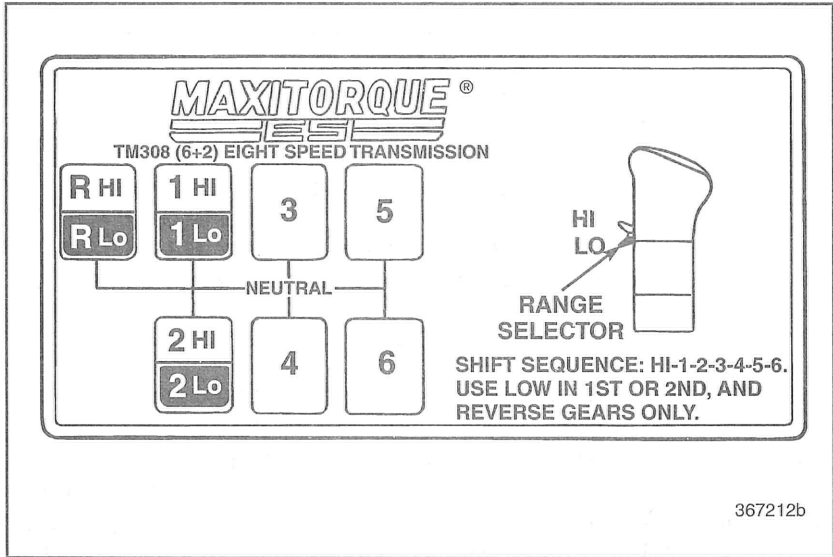 MAXITORQUE ®
ES
TM308 (6+2) EIGHT SPEED TRANSMISSION
R HI
R Lo
1 HI
1 Lo
3
5
NEUTRAL
2 HI
2 Lo
4
6
HI
LO
RANGE
SELECTOR
SHIFT SEQUENCE: HI-1-2-3-4-5-6.
USE LOW IN 1ST OR 2ND, AND
REVERSE GEARS ONLY.
367212b